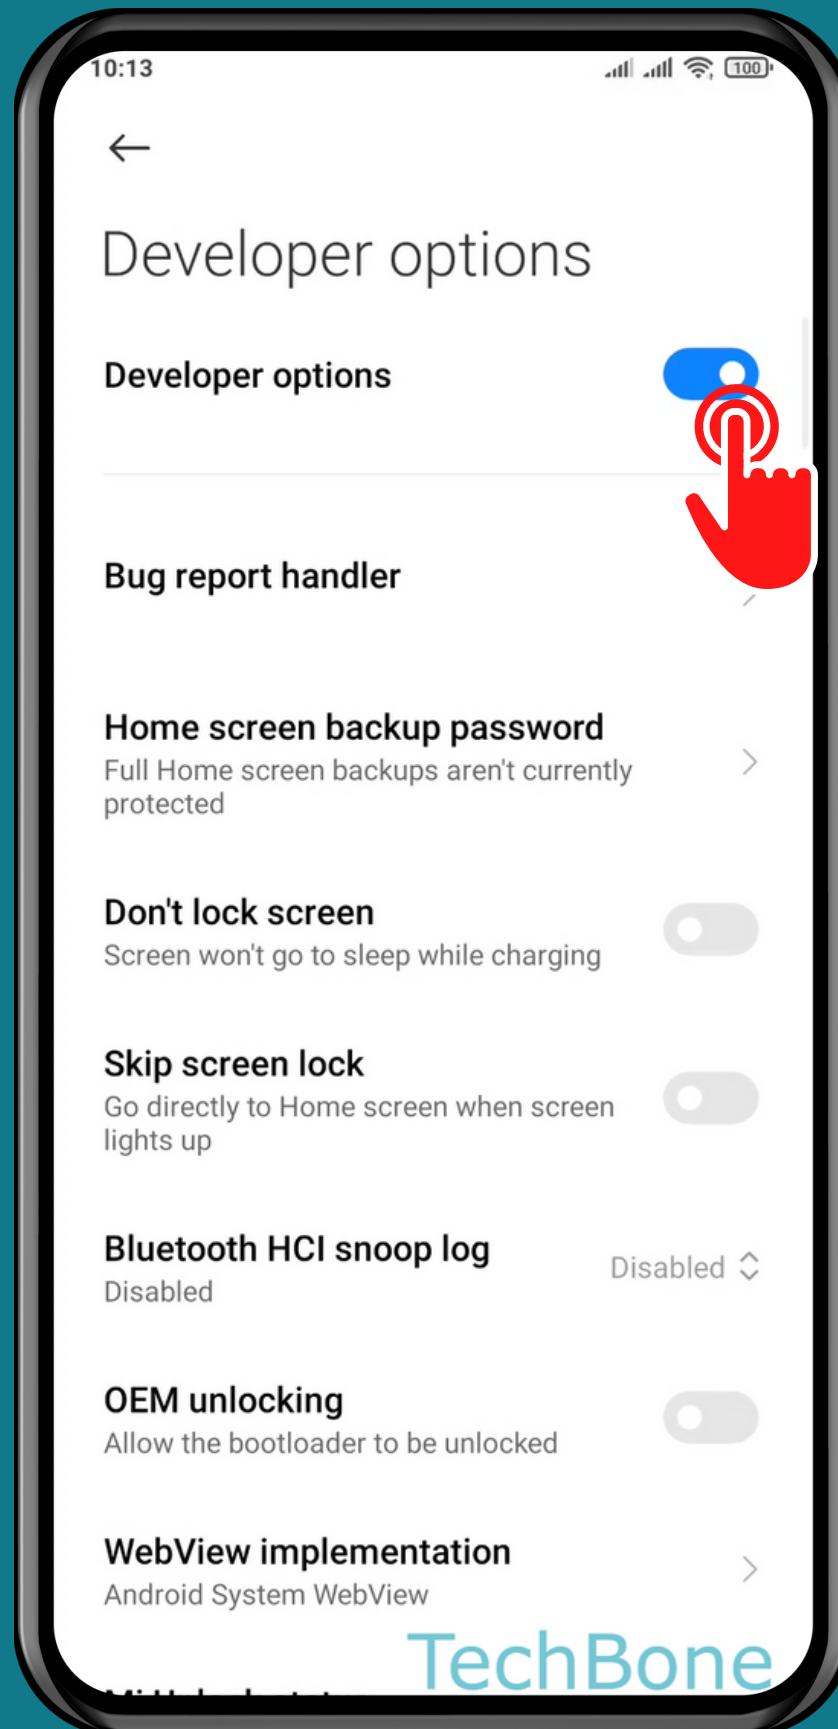 10:13
100
Developer options
Developer options
Bug report handler
Home screen backup password
Full Home screen backups aren't currently
protected
Don't lock screen
Screen won't go to sleep while charging
Skip screen lock
Go directly to Home screen when screen
lights up
Bluetooth HCI snoop log
Disabled
Disabled
OEM unlocking
Allow the bootloader to be unlocked
WebView implementation
Android System WebView
TechBone